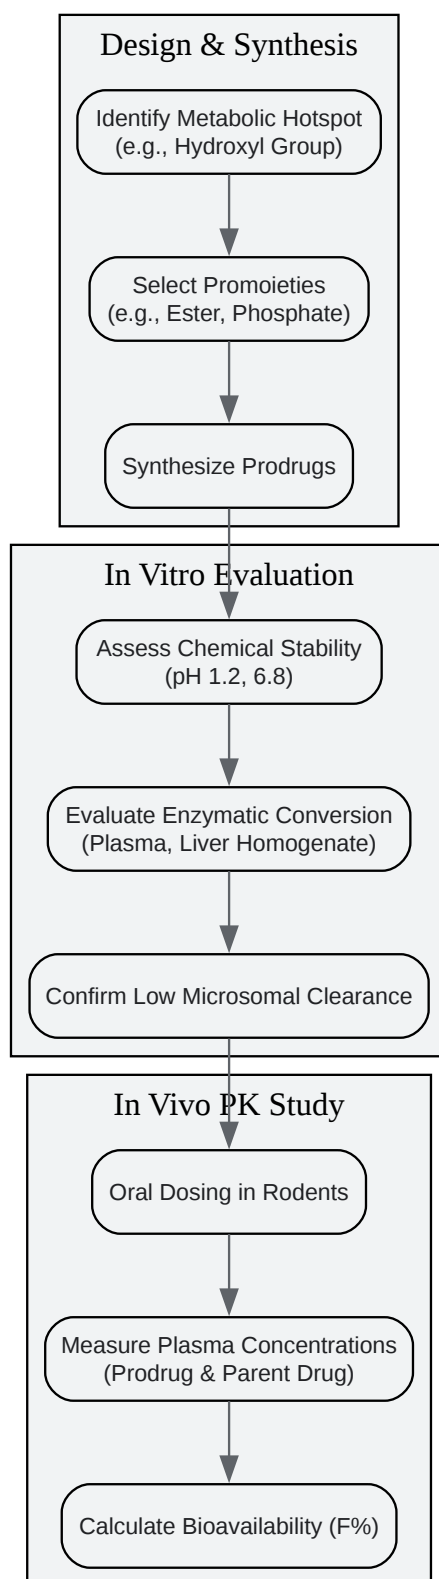 Design & Synthesis
Identify Metabolic Hotspot
(e.g., Hydroxyl Group)
Select Promoieties
(e.g., Ester, Phosphate)
Synthesize Prodrugs
In Vitro Evaluation
Assess Chemical Stability
(pH 1.2, 6.8)
Evaluate Enzymatic Conversion
(Plasma, Liver Homogenate)
Confirm Low Microsomal Clearance
In Vivo PK Study
Oral Dosing in Rodents
Measure Plasma Concentrations
(Prodrug & Parent Drug)
Calculate Bioavailability (F%)